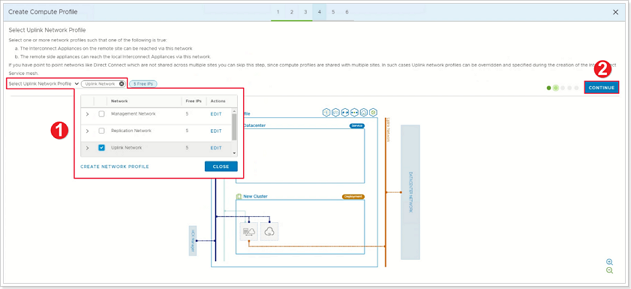 Create Compute Profile
1 2 3 4 5 6
Select Uplink Network Profile
Select one or more network profiles such that one of the following is true:
a. The Interconnect Appliances on the remote site can be reached via this network
b. The remote side appliances can reach the local Interconnect Appliances via this network.
If you have point to point networks like Direct Connect which are not shared across multiple sites you can skip this step, since compute profiles are shared with multiple sites. In such cases Uplink network profiles can be overridden and specified during the creation of the Interconnect
Service mesh.
Select Uplink Network Profile Uplink Network 5 Free IPs
2
CONTINUE
1
Network Free IPs Actions
Management Network 5 EDIT
Replication Network 5 EDIT
Uplink Network 5 EDIT
CREATE NETWORK PROFILE CLOSE
Datacenter
New Cluster